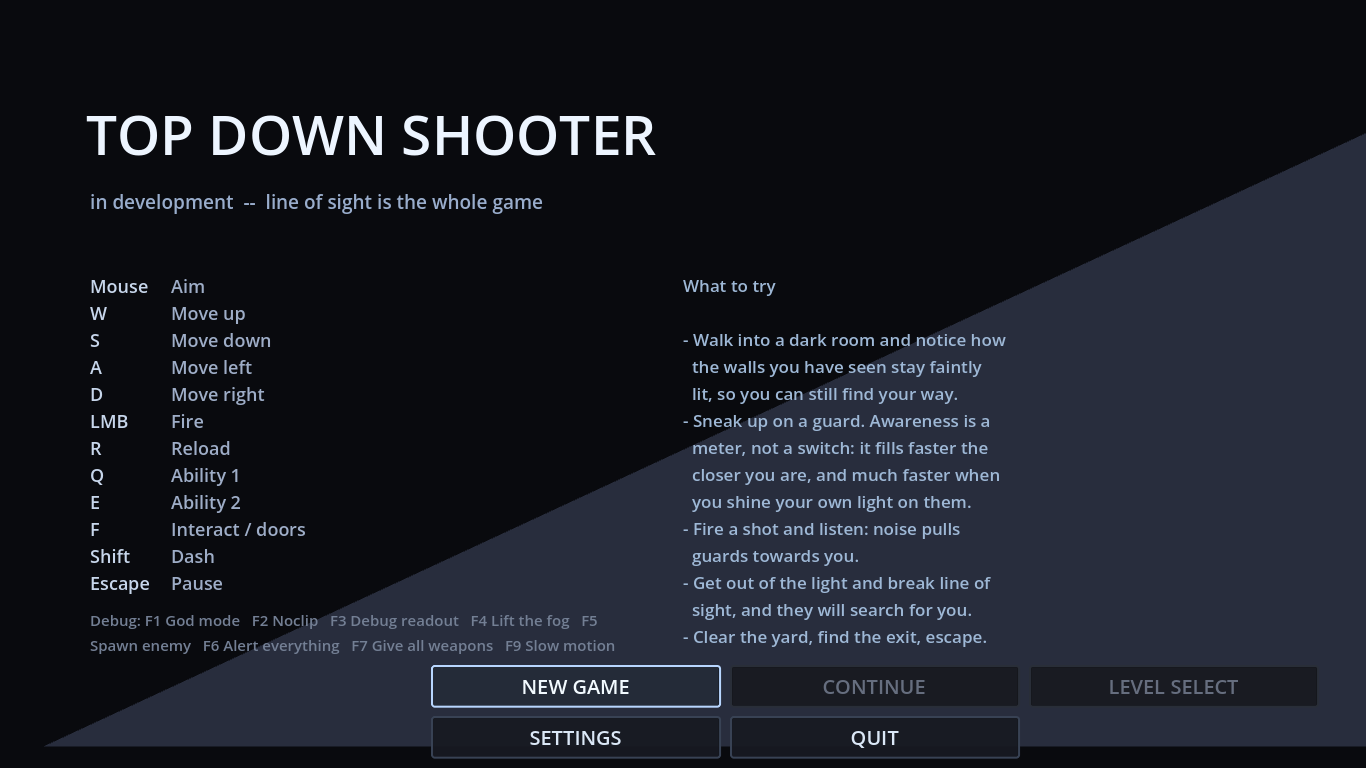 TOP DOWN SHOOTER
in development -- line of sight is the whole game
Mouse Aim
W Move up
S Move down
A Move left
D Move right
LMB Fire
R Reload
Q Ability 1
E Ability 2
F Interact / doors
Shift Dash
Escape Pause
Debug: F1 God mode F2 Noclip F3 Debug readout F4 Lift the fog F5
Spawn enemy F6 Alert everything F7 Give all weapons F9 Slow motion
What to try
- Walk into a dark room and notice how
the walls you have seen stay faintly
lit, so you can still find your way.
- Sneak up on a guard. Awareness is a
meter, not a switch: it fills faster the
closer you are, and much faster when
you shine your own light on them.
- Fire a shot and listen: noise pulls
guards towards you.
- Get out of the light and break line of
sight, and they will search for you.
- Clear the yard, find the exit, escape.
NEW GAME
CONTINUE
LEVEL SELECT
SETTINGS
QUIT